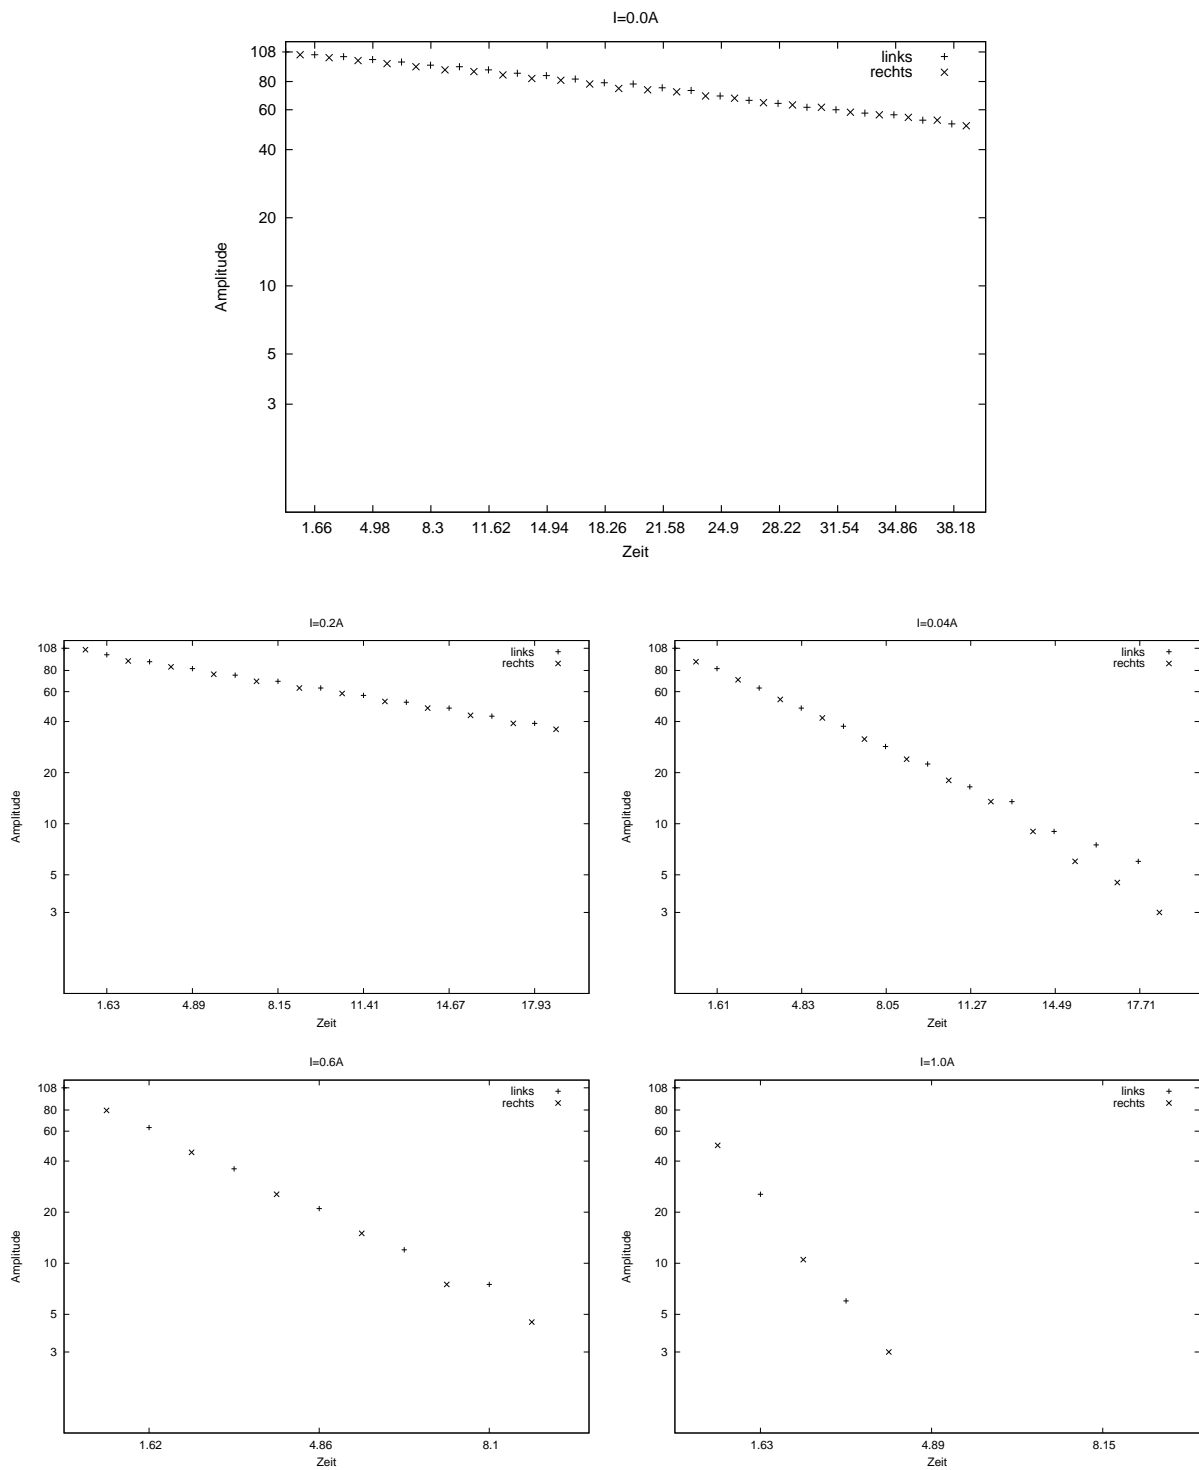 I=0.0A
links
rechts
108
80
60
40
20
10
5
3
Amplitude
1.66 4.98 8.3 11.62 14.94 18.26 21.58 24.9 28.22 31.54 34.86 38.18
Zeit
I=0.2A
links
rechts
108
80
60
40
20
10
5
3
Amplitude
1.63 4.89 8.15 11.41 14.67 17.93
Zeit
I=0.04A
links
rechts
108
80
60
40
20
10
5
3
Amplitude
1.61 4.83 8.05 11.27 14.49 17.71
Zeit
I=0.6A
links
rechts
108
80
60
40
20
10
5
3
Amplitude
1.62 4.86 8.1
Zeit
I=1.0A
links
rechts
108
80
60
40
20
10
5
3
Amplitude
1.63 4.89 8.15
Zeit